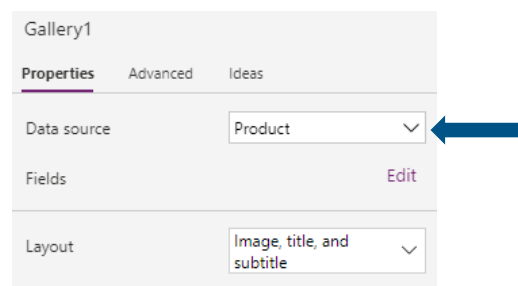 Gallery1
Properties Advanced Ideas
Data source Product
Fields Edit
Layout Image, title, and
subtitle